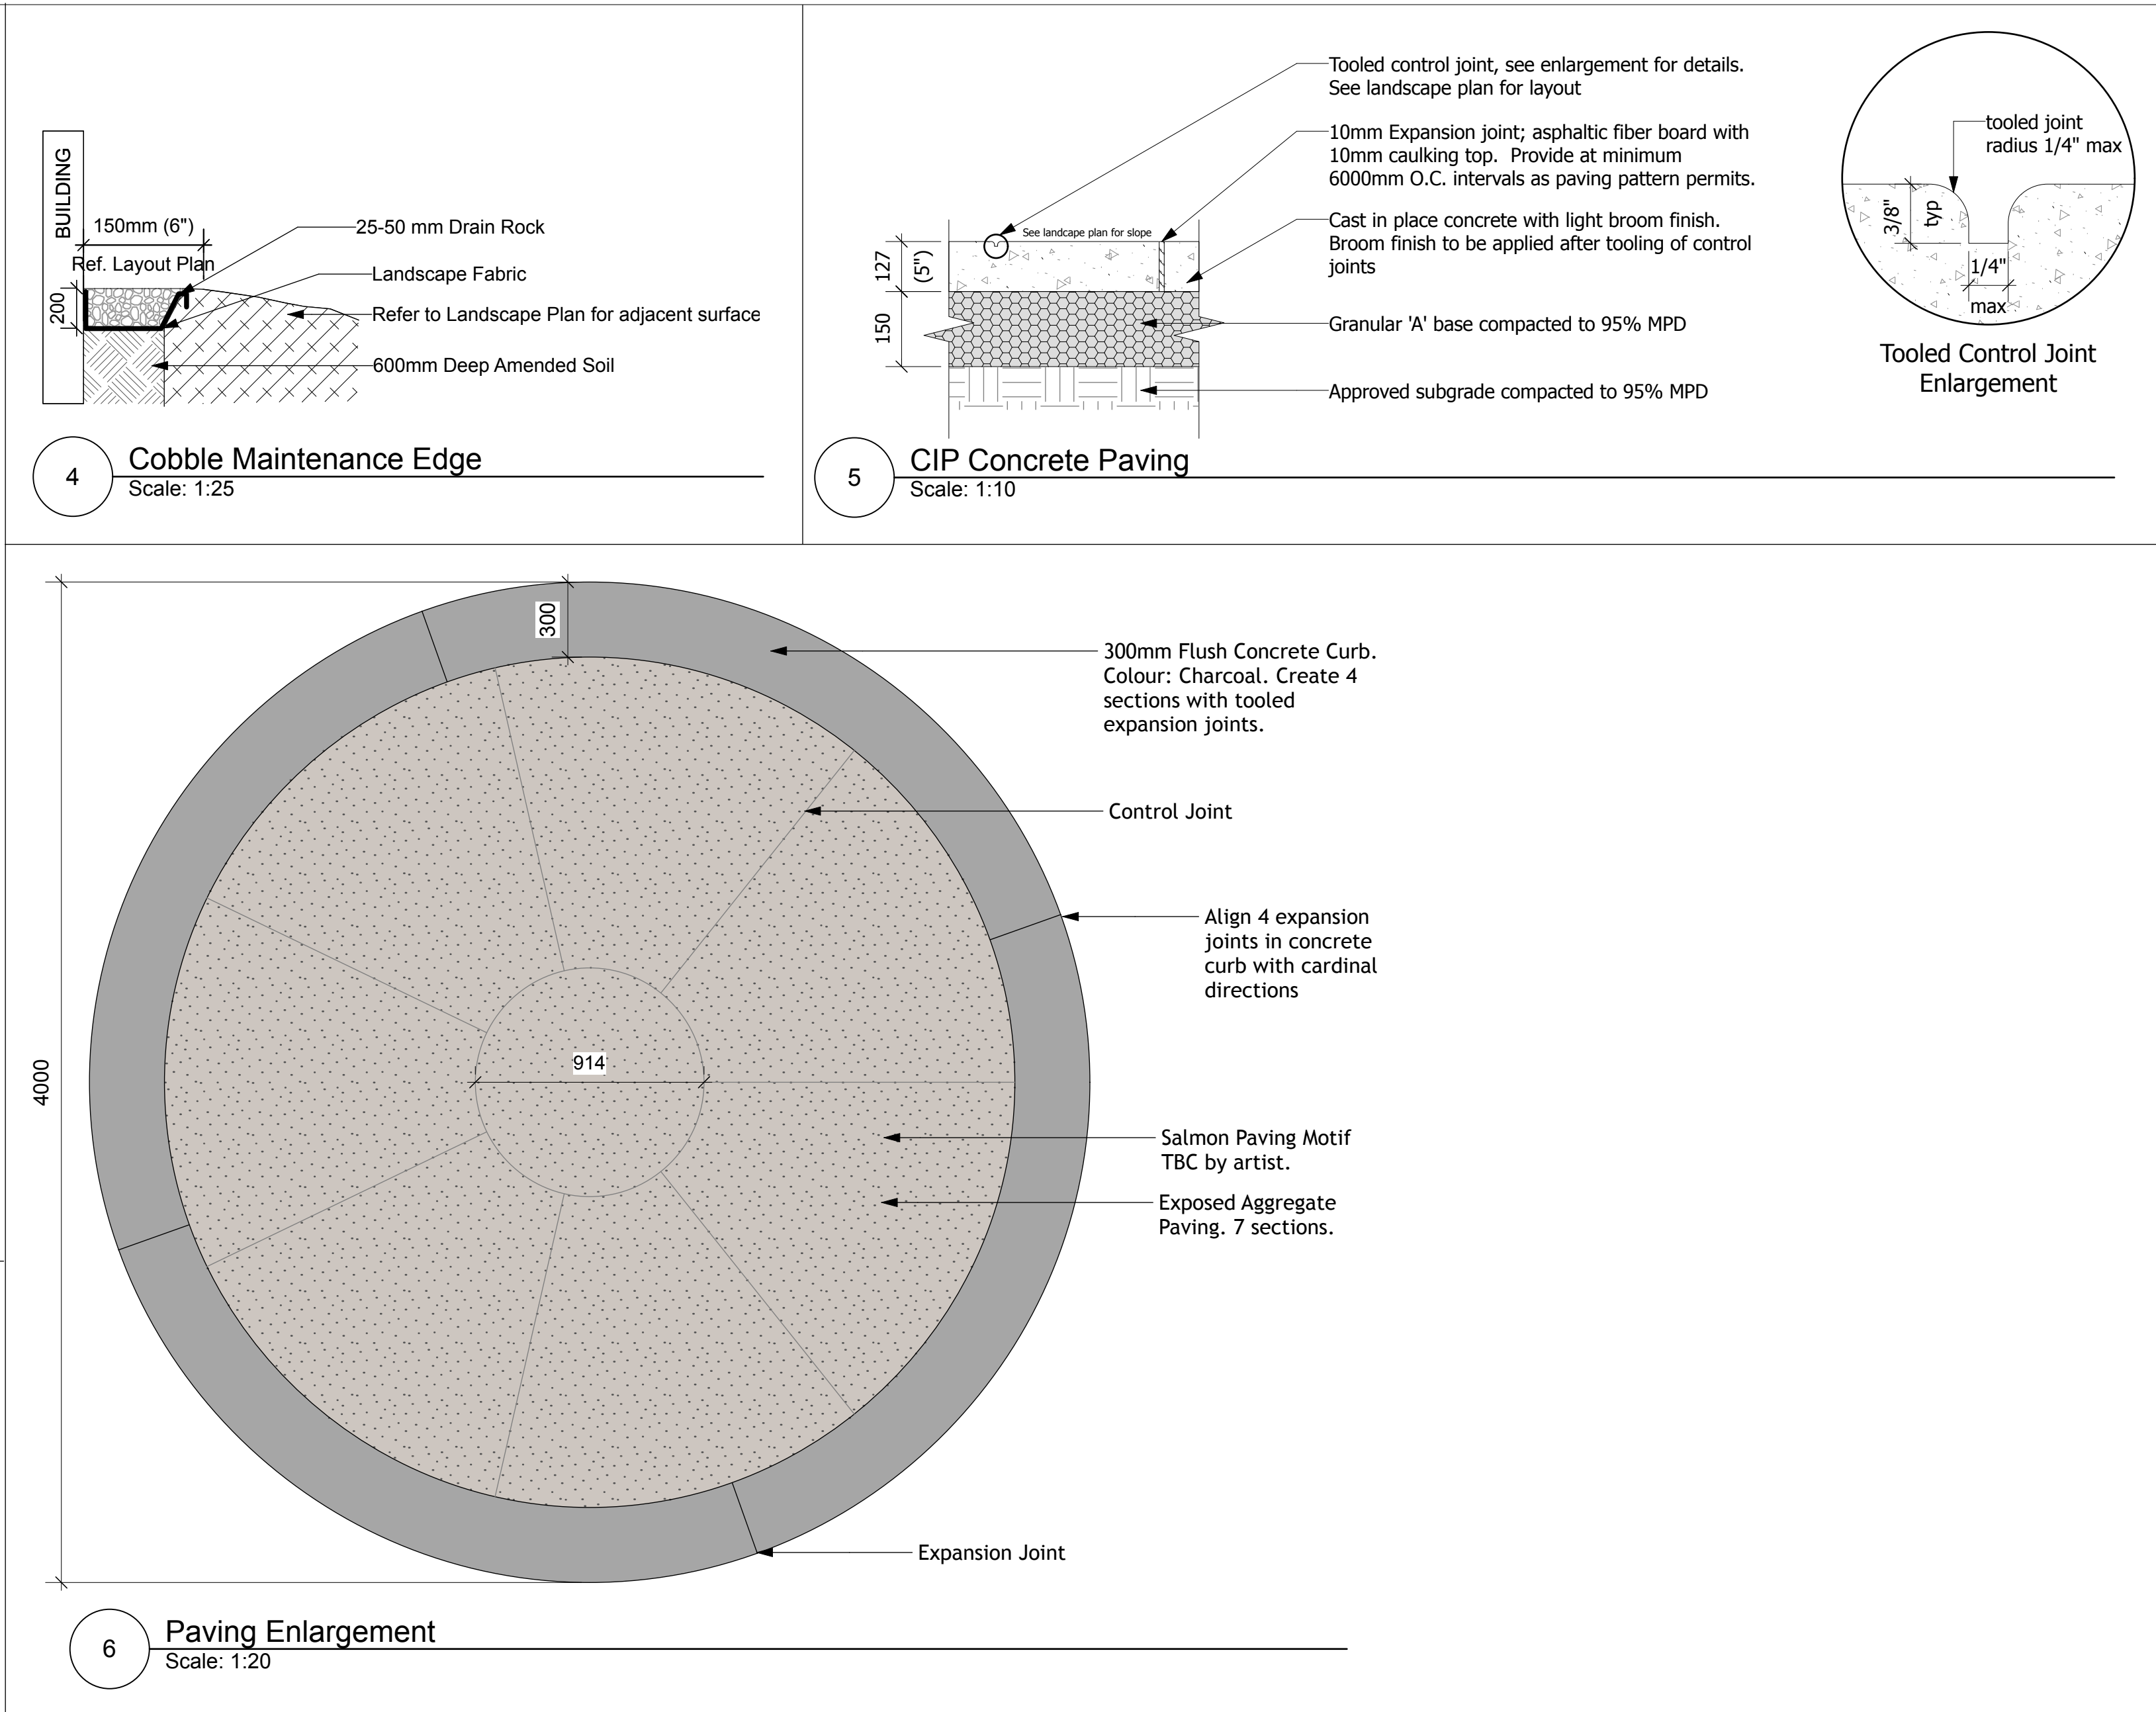 BUILDING
150mm (6")
Ref. Layout Plan
200
25-50 mm Drain Rock
Landscape Fabric
Refer to Landscape Plan for adjacent surface
600mm Deep Amended Soil
4
Cobble Maintenance Edge
Scale: 1:25
Tooled control joint, see enlargement for details.
See landscape plan for layout
10mm Expansion joint; asphaltic fiber board with
10mm caulking top. Provide at minimum
6000mm O.C. intervals as paving pattern permits.
Cast in place concrete with light broom finish.
Broom finish to be applied after tooling of control
joints
See landcape plan for slope
127
(5")
150
Granular 'A' base compacted to 95% MPD
Approved subgrade compacted to 95% MPD
tooled joint
radius 1/4" max
3/8"
typ
1/4"
max
Tooled Control Joint
Enlargement
5
CIP Concrete Paving
Scale: 1:10
300
4000
914
300mm Flush Concrete Curb.
Colour: Charcoal. Create 4
sections with tooled
expansion joints.
Control Joint
Align 4 expansion
joints in concrete
curb with cardinal
directions
Salmon Paving Motif
TBC by artist.
Exposed Aggregate
Paving. 7 sections.
Expansion Joint
6
Paving Enlargement
Scale: 1:20